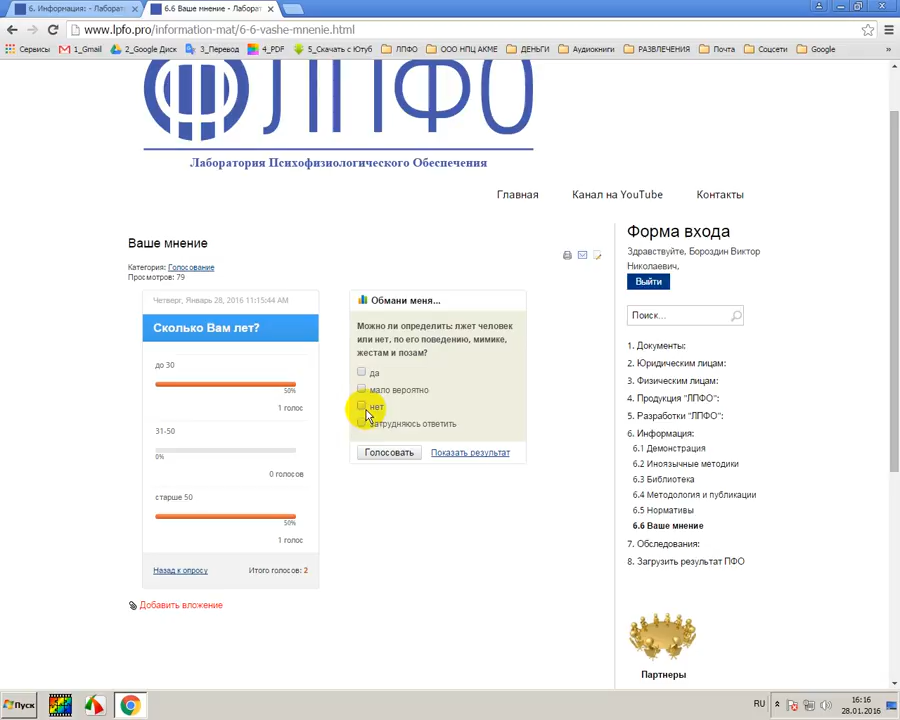 6. Информация: - Лаборат
6.6 Ваше мнение - Лаборат
www.lpfo.pro/information-mat/6-6-vashe-mnenie.html
Сервисы 1_Gmail 2_Google Диск 3_Перевод 4_PDF 5_Скачать с Ютуб ЛПФО ООО НПЦ АКМЕ ДЕНЬГИ Аудиокниги РАЗВЛЕЧЕНИЯ Почта Соцсети Google »
ЛПФО
Лаборатория Психофизиологического Обеспечения
Главная Канал на YouTube Контакты
Ваше мнение
Категория: Голосование
Просмотров: 79
Четверг, Январь 28, 2016 11:15:44 AM
Сколько Вам лет?
до 30
50%
1 голос
31-50
0%
0 голосов
старше 50
50%
1 голос
Назад к опросу Итого голосов: 2
Добавить вложение
Обмани меня...
Можно ли определить: лжет человек
или нет, по его поведению, мимике,
жестам и позам?
да
мало вероятно
нет
затрудняюсь ответить
Голосовать Показать результат
Форма входа
Здравствуйте, Бороздин Виктор
Николаевич,
Выйти
Поиск...
1. Документы:
2. Юридическим лицам:
3. Физическим лицам:
4. Продукция "ЛПФО":
5. Разработки "ЛПФО":
6. Информация:
6.1 Демонстрация
6.2 Иноязычные методики
6.3 Библиотека
6.4 Методология и публикации
6.5 Нормативы
6.6 Ваше мнение
7. Обследования:
8. Загрузить результат ПФО
Партнеры
Пуск
RU
16:16
28.01.2016